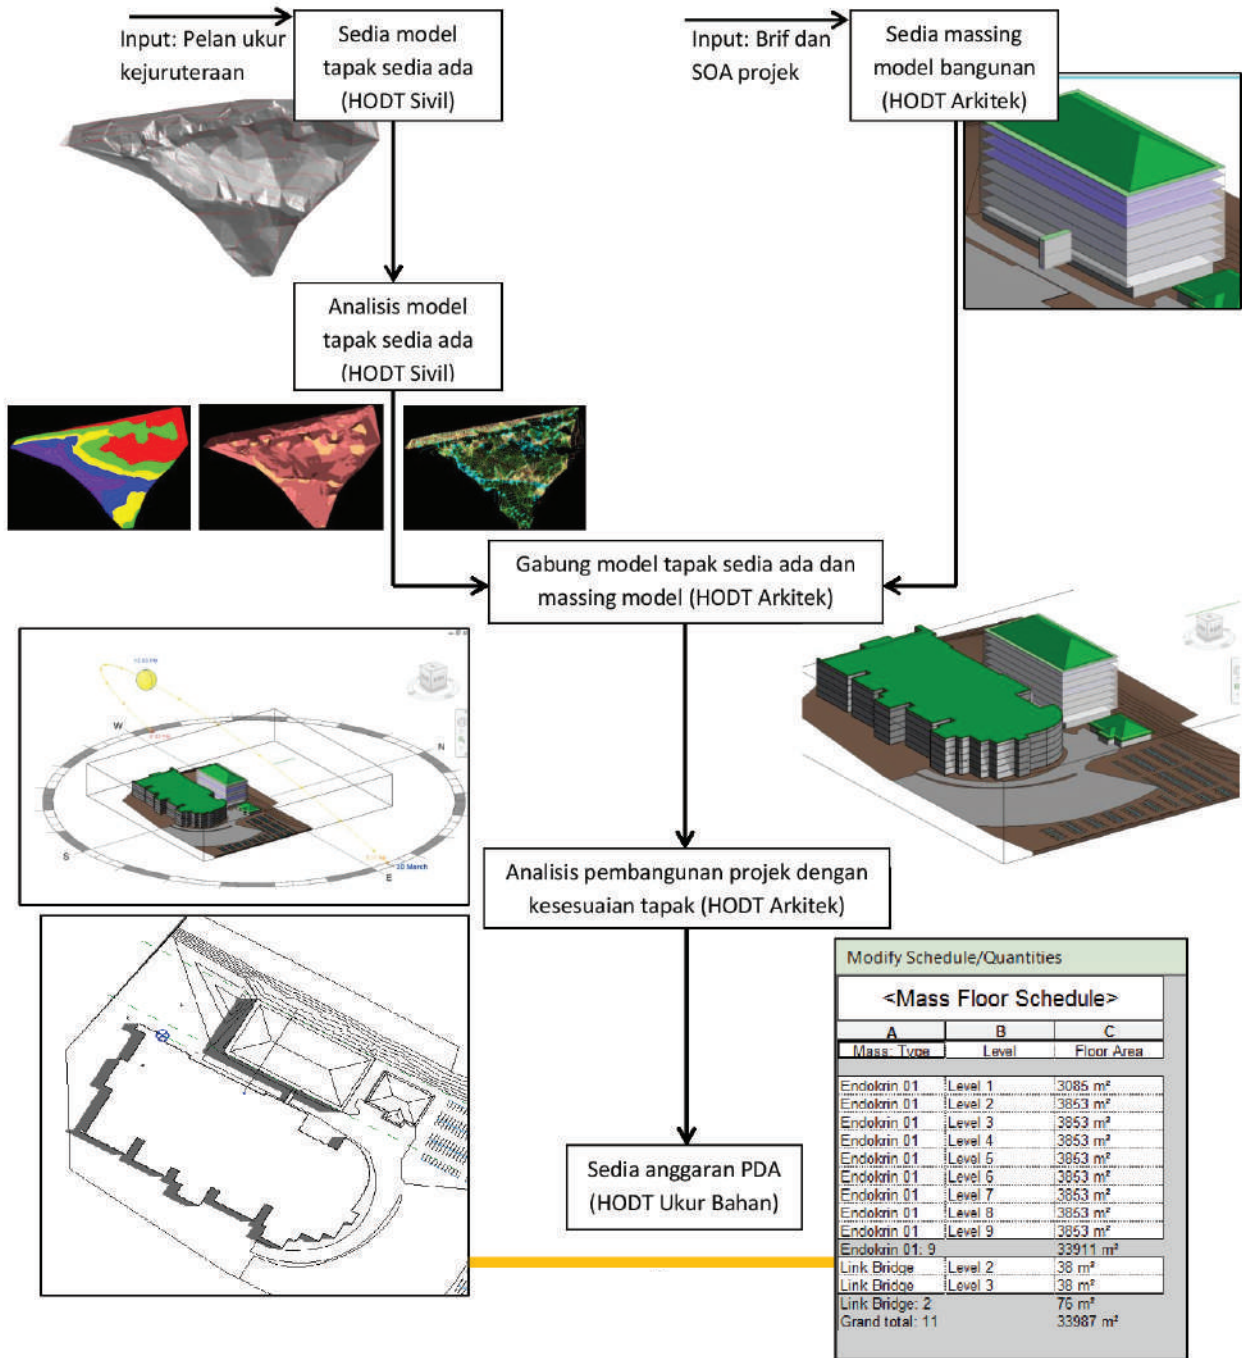 Input: Pelan ukur
kejuruteraan
Sedia model
tapak sedia ada
(HODT Sivil)
Input: Brif dan
SOA projek
Sedia massing
model bangunan
(HODT Arkitek)
Analisis model
tapak sedia ada
(HODT Sivil)
Gabung model tapak sedia ada dan
massing model (HODT Arkitek)
W
N
S
E
30 March
Analisis pembangunan projek dengan
kesesuaian tapak (HODT Arkitek)
Sedia anggaran PDA
(HODT Ukur Bahan)
Modify Schedule/Quantities
<Mass Floor Schedule>
A B C
Mass: Type Level Floor Area
Endokrin 01 Level 1 3085 m²
Endokrin 01 Level 2 3853 m²
Endokrin 01 Level 3 3853 m²
Endokrin 01 Level 4 3853 m²
Endokrin 01 Level 5 3853 m²
Endokrin 01 Level 6 3853 m²
Endokrin 01 Level 7 3853 m²
Endokrin 01 Level 8 3853 m²
Endokrin 01 Level 9 3853 m²
Endokrin 01: 9 33911 m²
Link Bridge Level 2 38 m²
Link Bridge Level 3 38 m²
Link Bridge: 2 76 m²
Grand total: 11 33987 m²